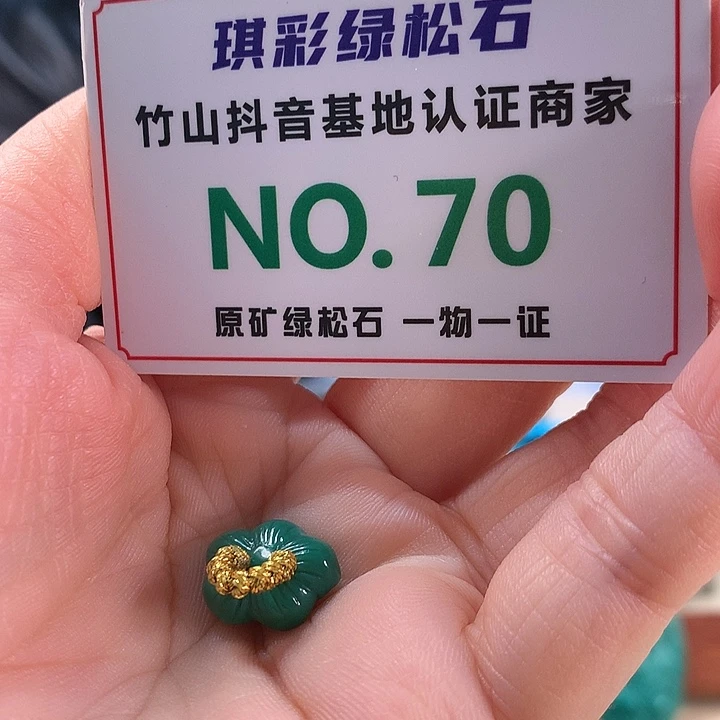 琪彩绿松石
竹山抖音基地认证商家
NO. 70
原矿绿松石 一物一证